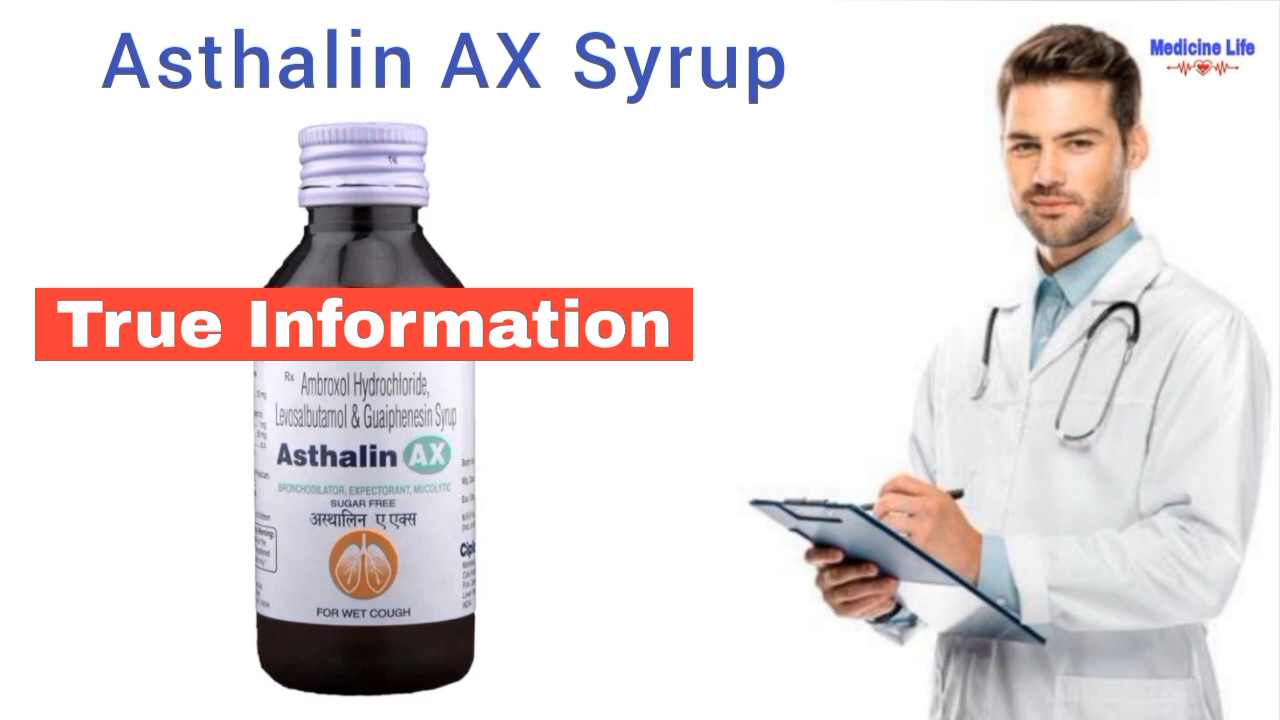 Asthalin AX Syrup
Medicine Life
True Information
Rx Ambroxol Hydrochloride,
Levosalbutamol & Guaiphenesin Syrup
Asthalin AX
BRONCHODILATOR, EXPECTORANT, MUCOLYTIC
SUGAR FREE
अस्थालिन ए एक्स
FOR WET COUGH